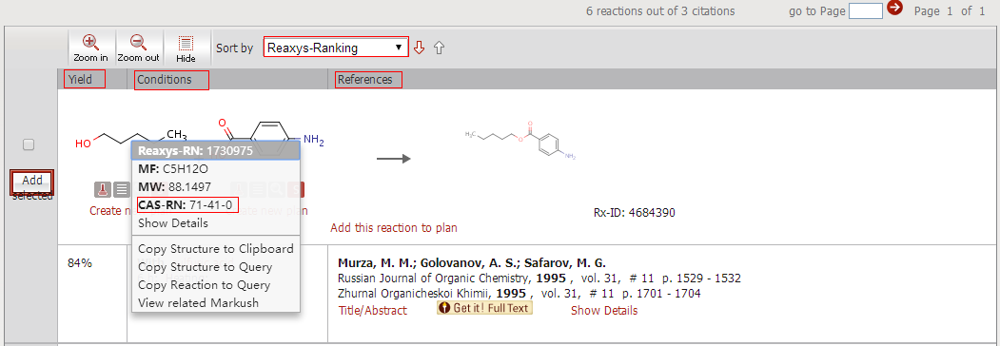 6 reactions out of 3 citations
go to Page
Page 1 of 1
Zoom in
Zoom out
Hide
Sort by
Reaxys-Ranking
Yield
Conditions
References
HO
CH3
O
NH2
H3C
O
O
NH2
Reaxys-RN: 1730975
MF: C5H12O
MW: 88.1497
CAS-RN: 71-41-0
Show Details
Copy Structure to Clipboard
Copy Structure to Query
Copy Reaction to Query
View related Markush
Add
selected
Create n
new plan
Add this reaction to plan
Rx-ID: 4684390
84%
Murza, M. M.; Golovanov, A. S.; Safarov, M. G.
Russian Journal of Organic Chemistry, 1995 , vol. 31, # 11 p. 1529 - 1532
Zhurnal Organicheskoi Khimii, 1995 , vol. 31, # 11 p. 1701 - 1704
Title/Abstract
Get it! Full Text
Show Details